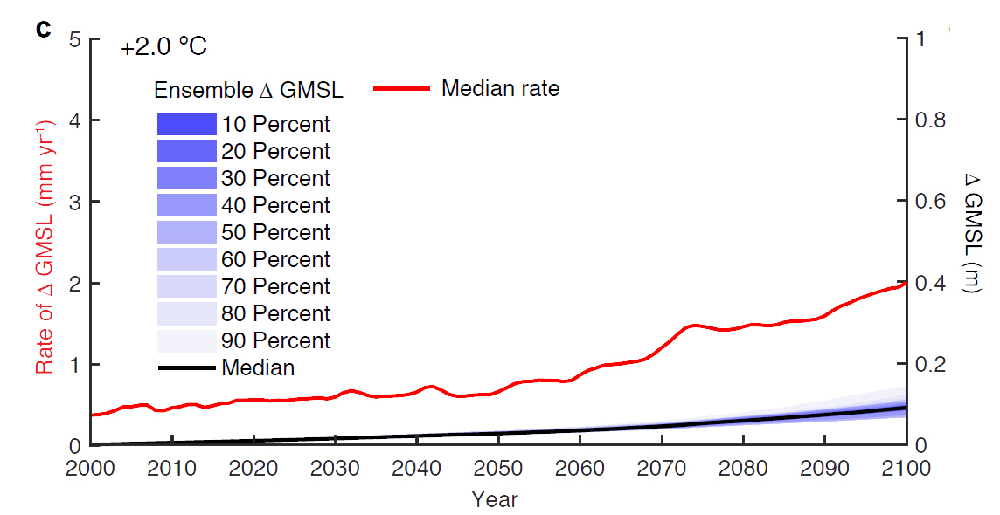 c
+2.0 °C
Ensemble Δ GMSL
Median rate
10 Percent
20 Percent
30 Percent
40 Percent
50 Percent
60 Percent
70 Percent
80 Percent
90 Percent
Median
Rate of Δ GMSL (mm yr⁻¹)
5
4
3
2
1
0
1
0.8
0.6
0.4
0.2
0
Δ GMSL (m)
2000 2010 2020 2030 2040 2050 2060 2070 2080 2090 2100
Year